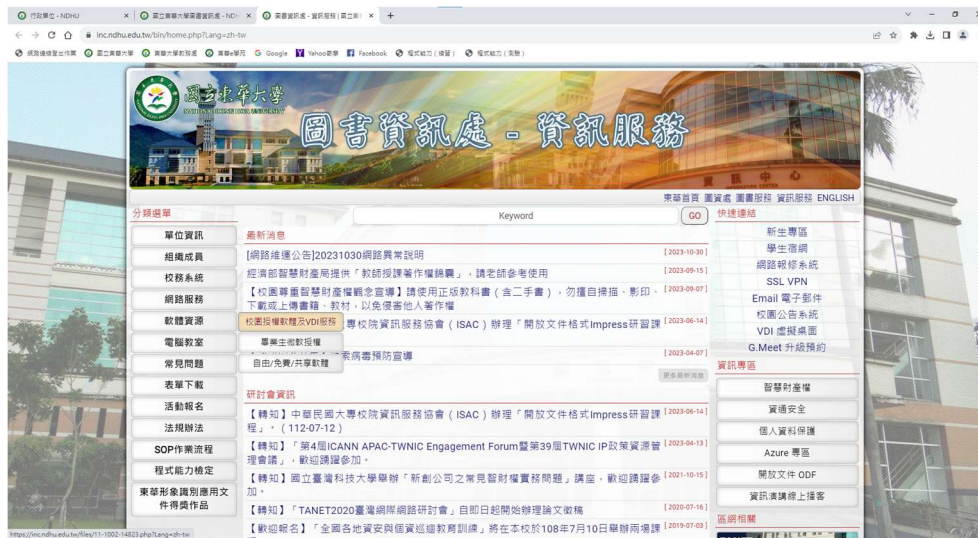 行政單位 - NDHU
國立東華大學圖書資訊處 - NDH
圖書資訊處 - 資訊服務 | 國立東
inc.ndhu.edu.tw/bin/home.php?Lang=zh-tw
網路連線登出作業 國立東華大學 東華大學教務處 東華e學苑 Google Yahoo奇摩 Facebook 程式能力（練習） 程式能力（測驗）
國立東華大學
NATIONAL DONG HWA UNIVERSITY
圖書資訊處 - 資訊服務
資訊中心
INFORMATION CENTER
東華首頁 圖資處 圖書服務 資訊服務 ENGLISH
分類選單
單位資訊
組織成員
校務系統
網路服務
軟體資源
電腦教室
常見問題
表單下載
活動報名
法規辦法
SOP作業流程
程式能力檢定
東華形象識別應用文
件得獎作品
校園授權軟體及VDI服務
畢業生微軟授權
自由/免費/共享軟體
Keyword GO
最新消息
[網路維運公告]20231030網路異常說明 [ 2023-10-30 ]
經濟部智慧財產局提供「教師授課著作權錦囊」，請老師參考使用 [ 2023-09-15 ]
【校園尊重智慧財產權觀念宣導】請使用正版教科書（含二手書），勿擅自掃描、影印、 [ 2023-09-07 ]
下載或上傳書籍、教材，以免侵害他人著作權
專校院資訊服務協會（ISAC）辦理「開放文件格式Impress研習課 [ 2023-06-14 ]
索病毒預防宣導 [ 2023-04-07 ]
更多最新消息
研討會資訊
【轉知】中華民國大專校院資訊服務協會（ISAC）辦理「開放文件格式Impress研習課 [ 2023-06-14 ]
程」。（112-07-12）
【轉知】「第4屆ICANN APAC-TWNIC Engagement Forum暨第39屆TWNIC IP政策資源管 [ 2023-04-13 ]
理會議」，歡迎踴躍參加。
【轉知】國立臺灣科技大學舉辦「新創公司之常見智財權實務問題」講座，歡迎踴躍參 [ 2021-10-15 ]
加。
【轉知】「TANET2020臺灣網際網路研討會」自即日起開始辦理論文徵稿 [ 2020-07-16 ]
【歡迎報名】「全國各地資安與個資巡迴教育訓練」將在本校於108年7月10日舉辦兩場課 [ 2019-07-03 ]
快速連結
新生專區
學生宿網
網路報修系統
SSL VPN
Email 電子郵件
校園公告系統
VDI 虛擬桌面
G.Meet 升級預約
資訊專區
智慧財產權
資通安全
個人資料保護
Azure 專區
開放文件 ODF
資訊演講線上播客
區網相關
https://inc.ndhu.edu.tw/files/11-1002-14823.php?Lang=zh-tw